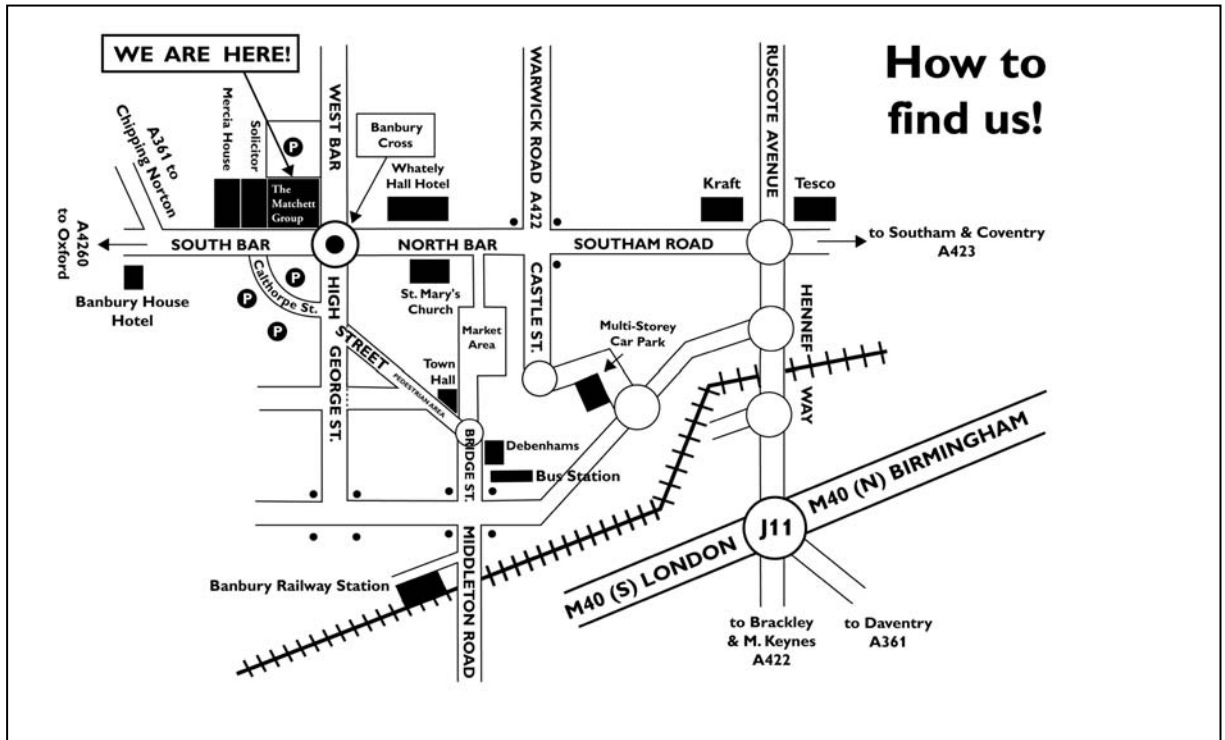 WE ARE HERE!
How to
find us!
WEST BAR
WARWICK ROAD A422
RUSCOTE AVENUE
Mercia House
Solicitor
P
Banbury
Cross
A361 to
Chipping Norton
Whately
Hall Hotel
Kraft
Tesco
The
Matchett
Group
A4260
to Oxford
SOUTH BAR
NORTH BAR
SOUTHAM ROAD
to Southam & Coventry
A423
Banbury House
Hotel
Calthorpe St.
P
P
P
HIGH
STREET
PEDESTRIAN AREA
GEORGE ST.
St. Mary's
Church
Market
Area
Town
Hall
CASTLE ST.
Multi-Storey
Car Park
HENNEF
WAY
BRIDGE ST.
Debenhams
Bus Station
M40 (N) BIRMINGHAM
J11
M40 (S) LONDON
Banbury Railway Station
MIDDLETON ROAD
to Brackley
& M. Keynes
A422
to Daventry
A361